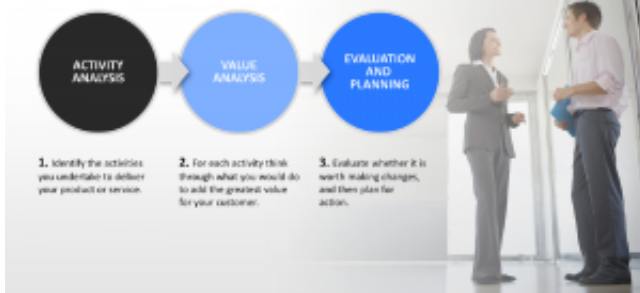 ACTIVITY
ANALYSIS
VALUE
ANALYSIS
EVALUATION
AND
PLANNING
1. Identify the activities
you undertake to deliver
your product or service.
2. For each activity think
through what you would do
to add the greatest value
for your customer.
3. Evaluate whether it is
worth making changes,
and then plan for
action.